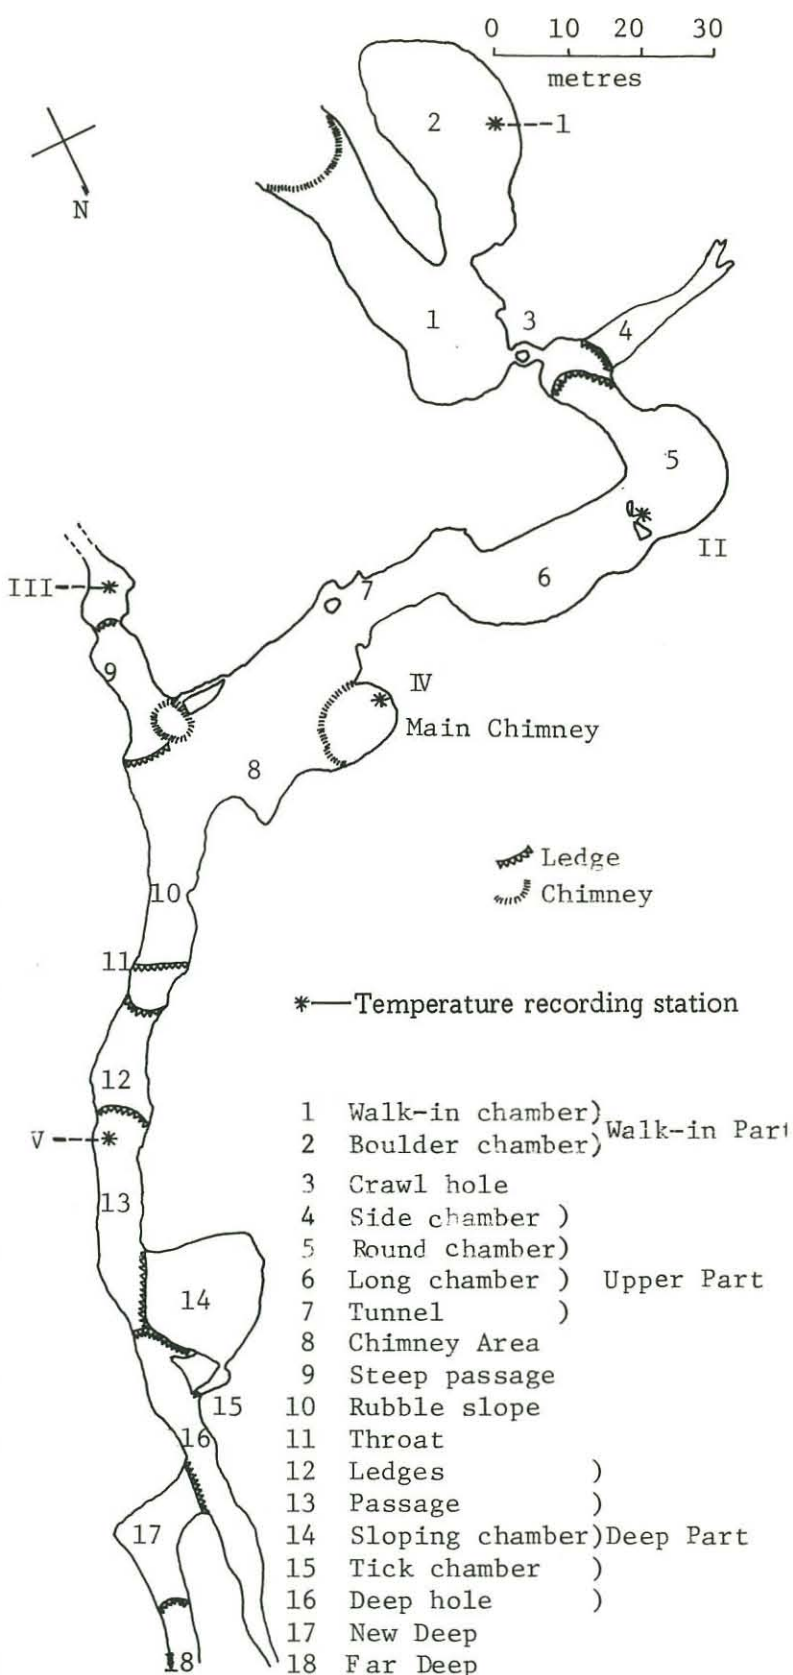 0 10 20 30
metres
2
*---1
N
1
3
4
5
II
6
7
III--*
9
IV
Main Chimney
8
Ledge
Chimney
10
11
*—Temperature recording station
12
V--*
13
14
15
16
17
18
1 Walk-in chamber)
2 Boulder chamber) Walk-in Part
3 Crawl hole
4 Side chamber )
5 Round chamber)
6 Long chamber ) Upper Part
7 Tunnel )
8 Chimney Area
9 Steep passage
10 Rubble slope
11 Throat
12 Ledges )
13 Passage )
14 Sloping chamber) Deep Part
15 Tick chamber )
16 Deep hole )
17 New Deep
18 Far Deep